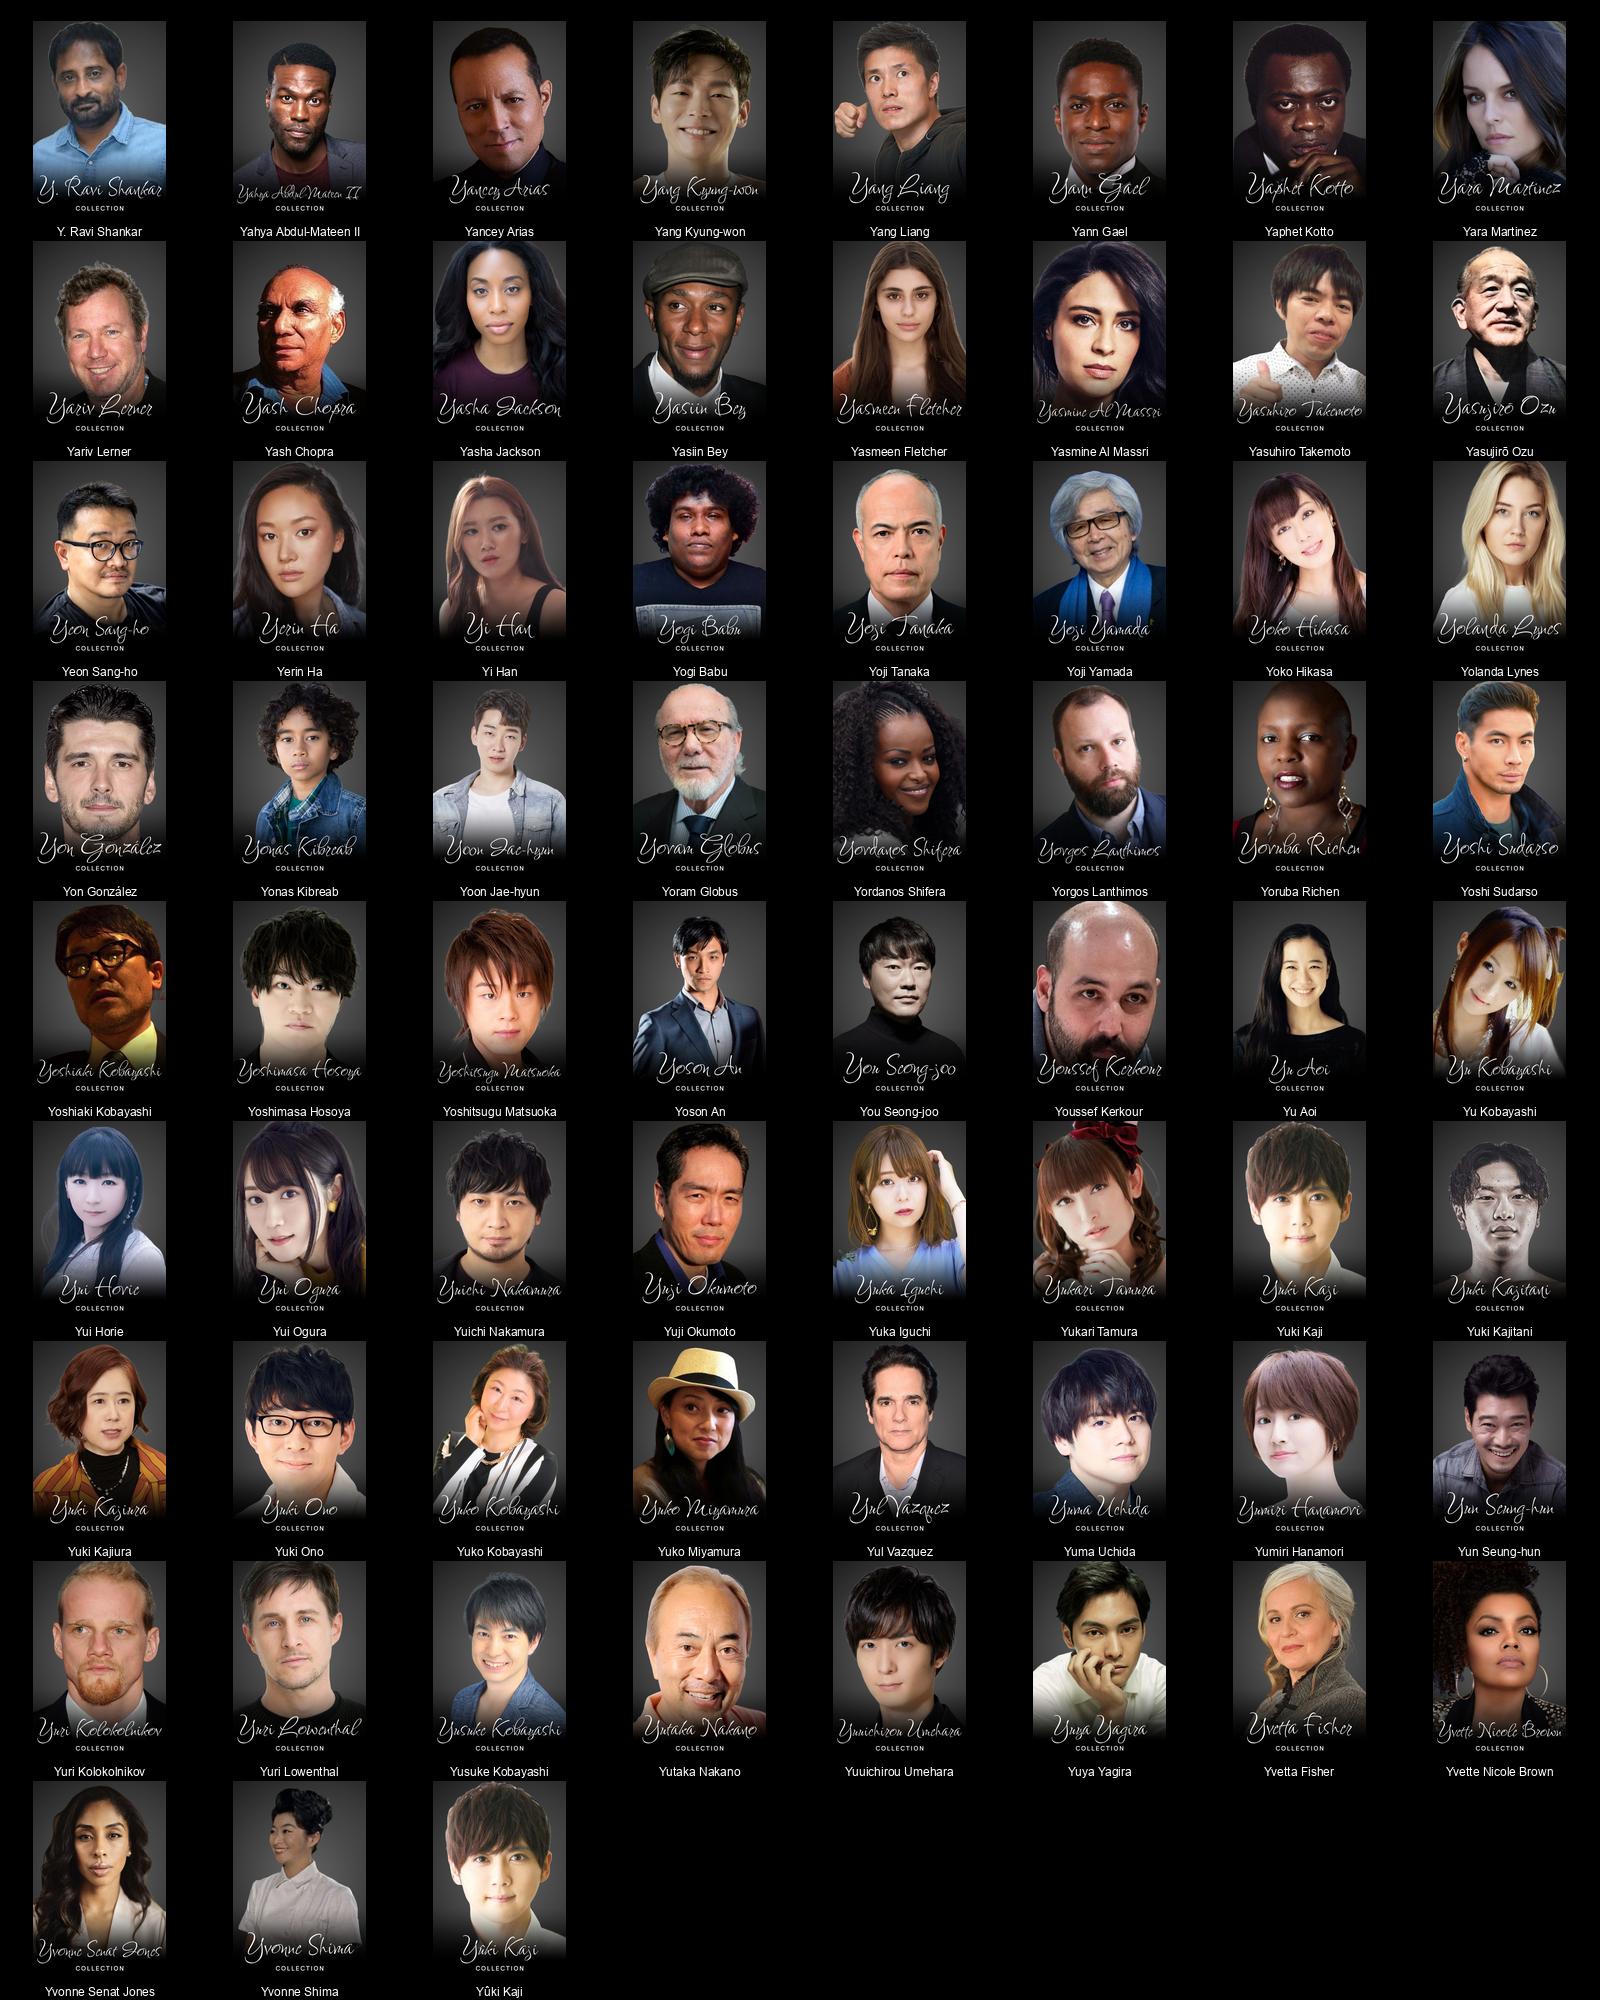 Y. Ravi Shankar Yahya Abdul-Mateen II Yancey Arias Yang Kyung-won Yang Liang Yann Gael Yaphet Kotto Yara Martinez
COLLECTION COLLECTION COLLECTION COLLECTION COLLECTION COLLECTION COLLECTION COLLECTION
Y. Ravi Shankar Yahya Abdul-Mateen II Yancey Arias Yang Kyung-won Yang Liang Yann Gael Yaphet Kotto Yara Martinez
Yariv Lerner Yash Chopra Yasha Jackson Yasiin Bey Yasmeen Fletcher Yasmine Al Massri Yasuhiro Takemoto Yasujirō Ozu
COLLECTION COLLECTION COLLECTION COLLECTION COLLECTION COLLECTION COLLECTION COLLECTION
Yariv Lerner Yash Chopra Yasha Jackson Yasiin Bey Yasmeen Fletcher Yasmine Al Massri Yasuhiro Takemoto Yasujirō Ozu
Yeon Sang-ho Yerin Ha Yi Han Yogi Babu Yoji Tanaka Yoji Yamada Yoko Hikasa Yolanda Lynes
COLLECTION COLLECTION COLLECTION COLLECTION COLLECTION COLLECTION COLLECTION COLLECTION
Yeon Sang-ho Yerin Ha Yi Han Yogi Babu Yoji Tanaka Yoji Yamada Yoko Hikasa Yolanda Lynes
Yon González Yonas Kibreab Yoon Jae-hyun Yoram Globus Yordanos Shifera Yorgos Lanthimos Yoruba Richen Yoshi Sudarso
COLLECTION COLLECTION COLLECTION COLLECTION COLLECTION COLLECTION COLLECTION COLLECTION
Yon González Yonas Kibreab Yoon Jae-hyun Yoram Globus Yordanos Shifera Yorgos Lanthimos Yoruba Richen Yoshi Sudarso
Yoshiaki Kobayashi Yoshimasa Hosoya Yoshitsugu Matsuoka Yoson An You Seong-joo Youssef Kerkour Yu Aoi Yu Kobayashi
COLLECTION COLLECTION COLLECTION COLLECTION COLLECTION COLLECTION COLLECTION COLLECTION
Yoshiaki Kobayashi Yoshimasa Hosoya Yoshitsugu Matsuoka Yoson An You Seong-joo Youssef Kerkour Yu Aoi Yu Kobayashi
Yui Horie Yui Ogura Yuichi Nakamura Yuji Okumoto Yuka Iguchi Yukari Tamura Yuki Kaji Yuki Kajitani
COLLECTION COLLECTION COLLECTION COLLECTION COLLECTION COLLECTION COLLECTION COLLECTION
Yui Horie Yui Ogura Yuichi Nakamura Yuji Okumoto Yuka Iguchi Yukari Tamura Yuki Kaji Yuki Kajitani
Yuki Kajiura Yuki Ono Yuko Kobayashi Yuko Miyamura Yul Vazquez Yuma Uchida Yumiri Hanamori Yun Seung-hun
COLLECTION COLLECTION COLLECTION COLLECTION COLLECTION COLLECTION COLLECTION COLLECTION
Yuki Kajiura Yuki Ono Yuko Kobayashi Yuko Miyamura Yul Vazquez Yuma Uchida Yumiri Hanamori Yun Seung-hun
Yuri Kolokolnikov Yuri Lowenthal Yusuke Kobayashi Yutaka Nakano Yuuichirou Umehara Yuya Yagira Yvetta Fisher Yvette Nicole Brown
COLLECTION COLLECTION COLLECTION COLLECTION COLLECTION COLLECTION COLLECTION COLLECTION
Yuri Kolokolnikov Yuri Lowenthal Yusuke Kobayashi Yutaka Nakano Yuuichirou Umehara Yuya Yagira Yvetta Fisher Yvette Nicole Brown
Yvonne Senat Jones Yvonne Shima Yûki Kaji
COLLECTION COLLECTION COLLECTION
Yvonne Senat Jones Yvonne Shima Yûki Kaji